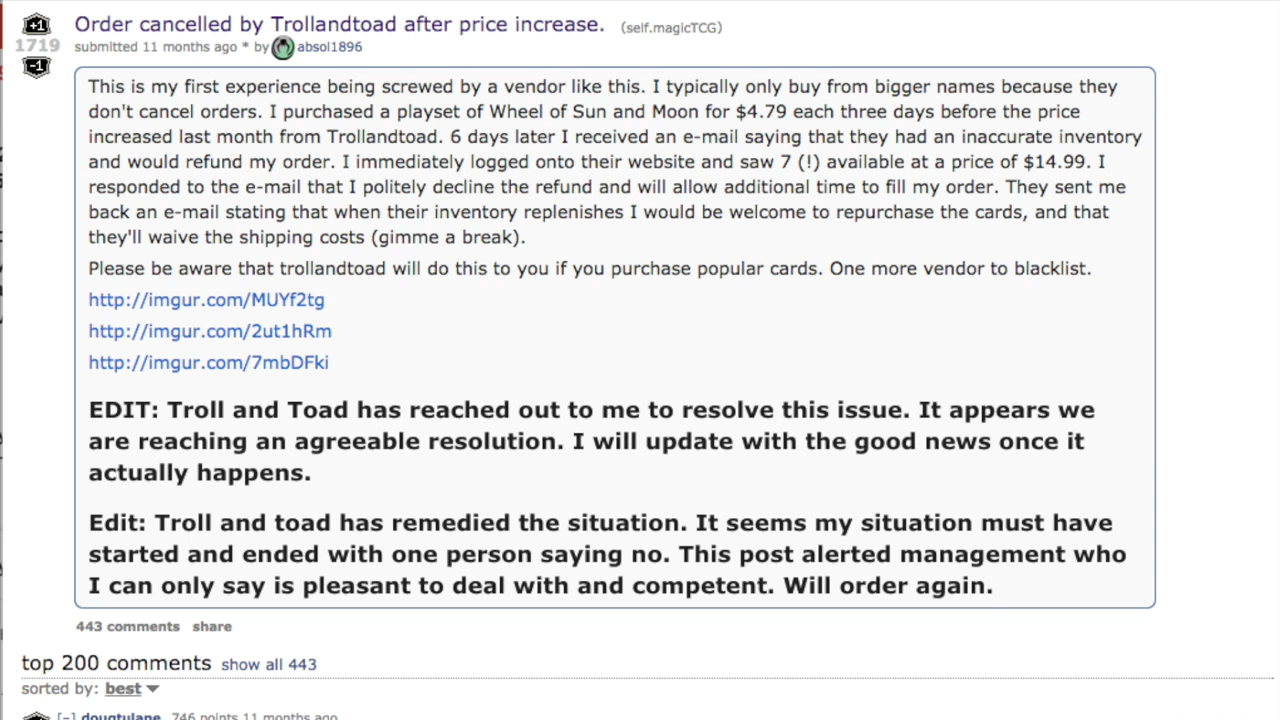 +1
Order cancelled by Trollandtoad after price increase. (self.magicTCG)
1719
submitted 11 months ago * by absol1896
-1
This is my first experience being screwed by a vendor like this. I typically only buy from bigger names because they
don't cancel orders. I purchased a playset of Wheel of Sun and Moon for $4.79 each three days before the price
increased last month from Trollandtoad. 6 days later I received an e-mail saying that they had an inaccurate inventory
and would refund my order. I immediately logged onto their website and saw 7 (!) available at a price of $14.99. I
responded to the e-mail that I politely decline the refund and will allow additional time to fill my order. They sent me
back an e-mail stating that when their inventory replenishes I would be welcome to repurchase the cards, and that
they'll waive the shipping costs (gimme a break).
Please be aware that trollandtoad will do this to you if you purchase popular cards. One more vendor to blacklist.
http://imgur.com/MUYf2tg
http://imgur.com/2ut1hRm
http://imgur.com/7mbDFki
EDIT: Troll and Toad has reached out to me to resolve this issue. It appears we
are reaching an agreeable resolution. I will update with the good news once it
actually happens.
Edit: Troll and toad has remedied the situation. It seems my situation must have
started and ended with one person saying no. This post alerted management who
I can only say is pleasant to deal with and competent. Will order again.
443 comments share
top 200 comments show all 443
sorted by: best
[–] dougtulane 746 points 11 months ago